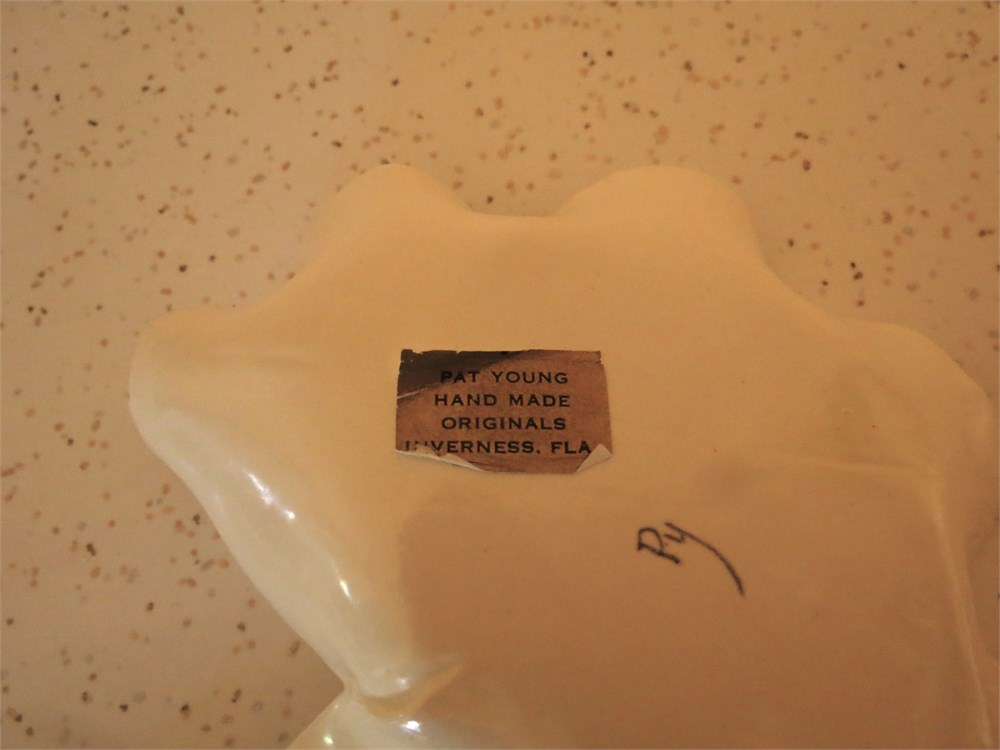 PAT YOUNG
HAND MADE
ORIGINALS
INVERNESS, FLA
Py